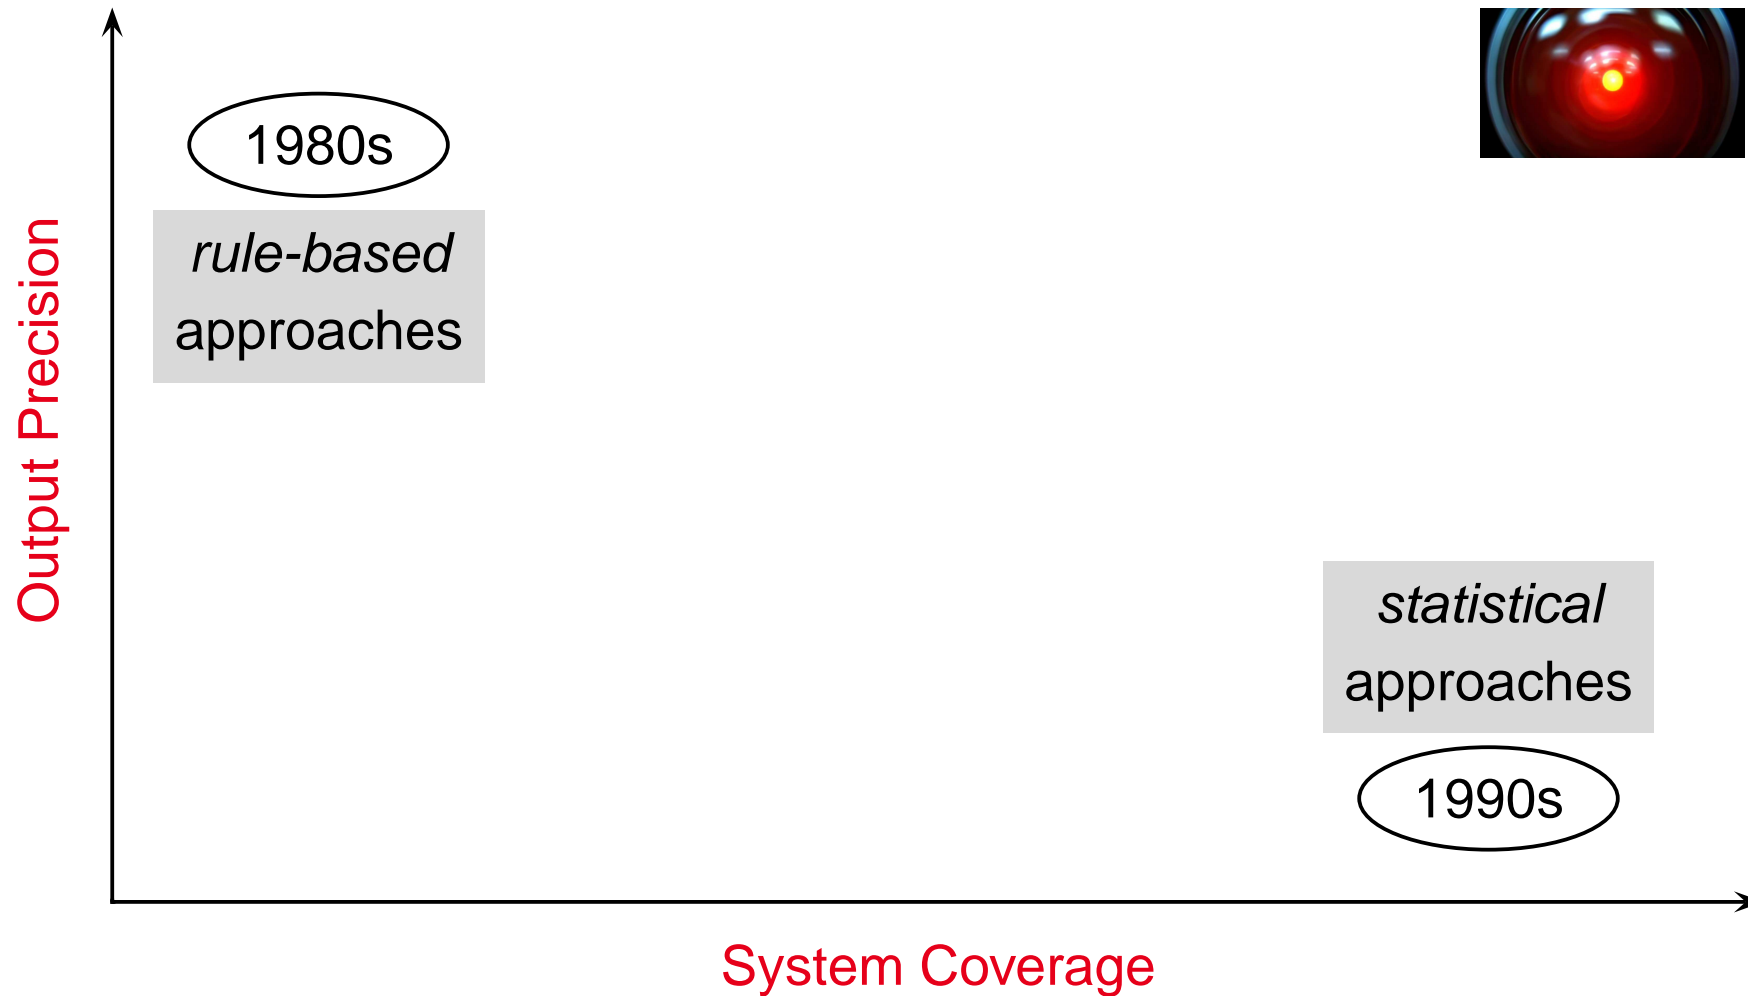 1980s
rule-based
approaches
Output Precision
statistical
approaches
1990s
System Coverage